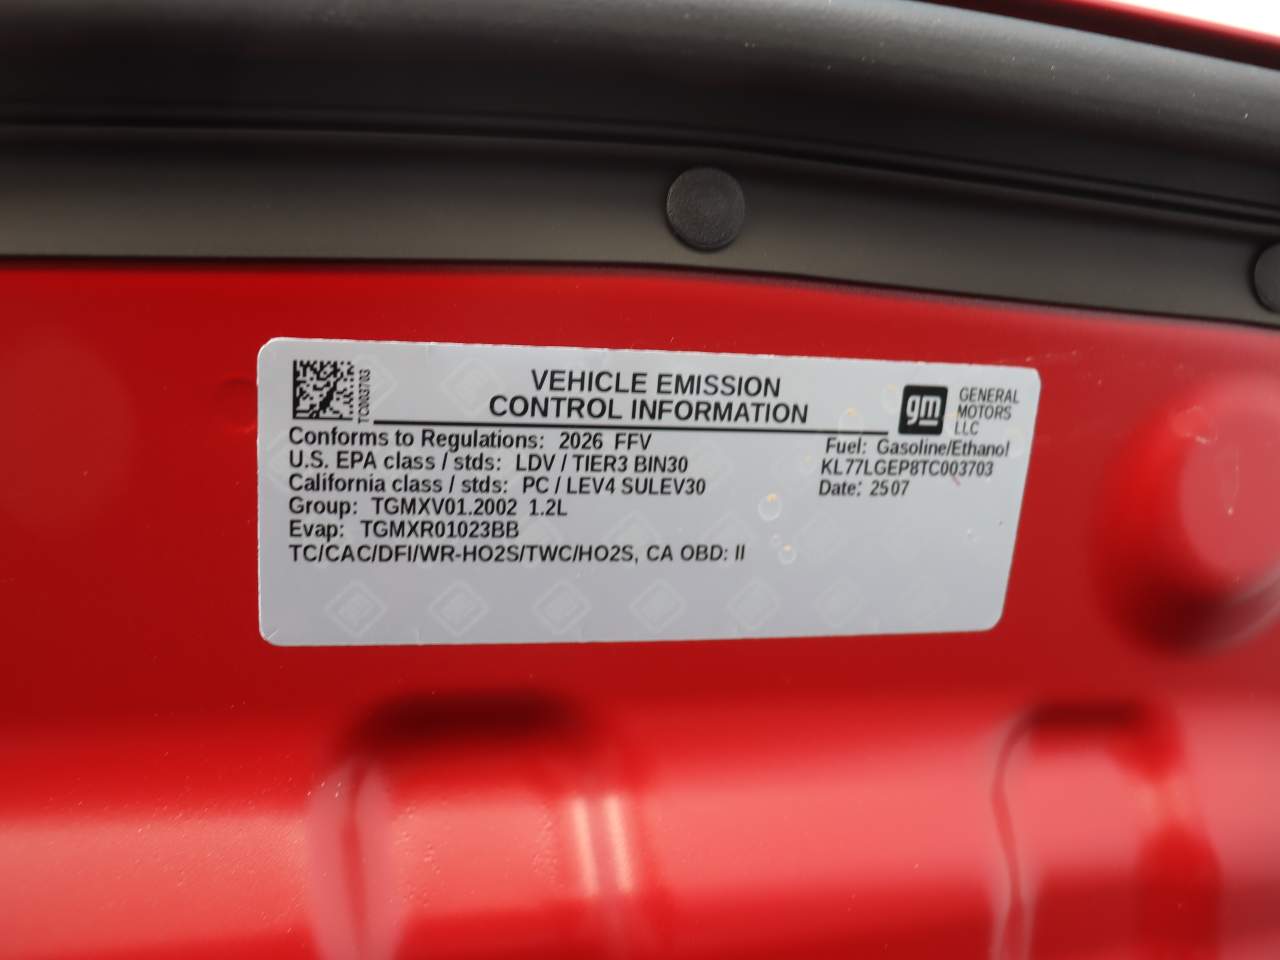 TC003703
VEHICLE EMISSION
CONTROL INFORMATION
gm
GENERAL
MOTORS
LLC
Conforms to Regulations: 2026 FFV
U.S. EPA class / stds: LDV / TIER3 BIN30
California class / stds: PC / LEV4 SULEV30
Group: TGMXV01.2002 1.2L
Evap: TGMXR01023BB
TC/CAC/DFI/WR-HO2S/TWC/HO2S, CA OBD: II
Fuel: Gasoline/Ethanol
KL77LGEP8TC003703
Date: 2507